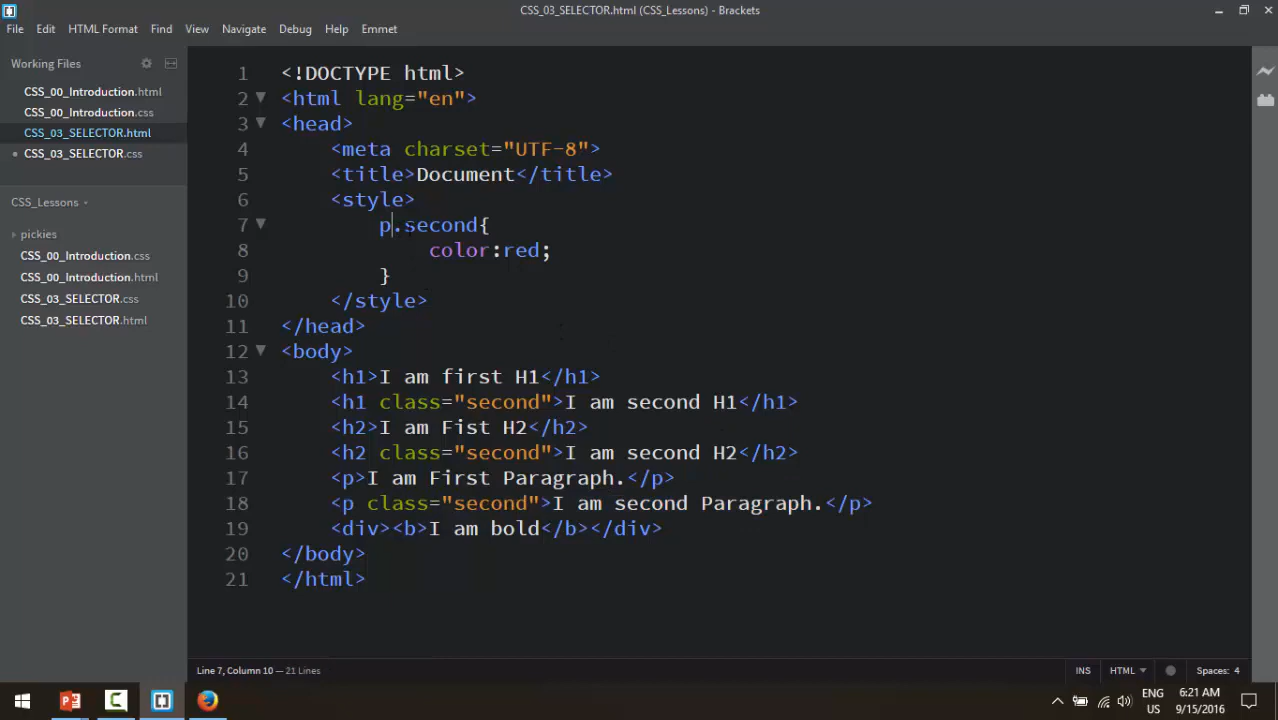 CSS_03_SELECTOR.html (CSS_Lessons) - Brackets
File Edit HTML Format Find View Navigate Debug Help Emmet
Working Files
CSS_00_Introduction.html
CSS_00_Introduction.css
CSS_03_SELECTOR.html
CSS_03_SELECTOR.css
CSS_Lessons
pickies
CSS_00_Introduction.css
CSS_00_Introduction.html
CSS_03_SELECTOR.css
CSS_03_SELECTOR.html
1 <!DOCTYPE html>
2 <html lang="en">
3 <head>
4 <meta charset="UTF-8">
5 <title>Document</title>
6 <style>
7 p.second{
8 color:red;
9 }
10 </style>
11 </head>
12 <body>
13 <h1>I am first H1</h1>
14 <h1 class="second">I am second H1</h1>
15 <h2>I am Fist H2</h2>
16 <h2 class="second">I am second H2</h2>
17 <p>I am First Paragraph.</p>
18 <p class="second">I am second Paragraph.</p>
19 <div><b>I am bold</b></div>
20 </body>
21 </html>
Line 7, Column 10 — 21 Lines
INS HTML Spaces: 4
ENG 6:21 AM
US 9/15/2016